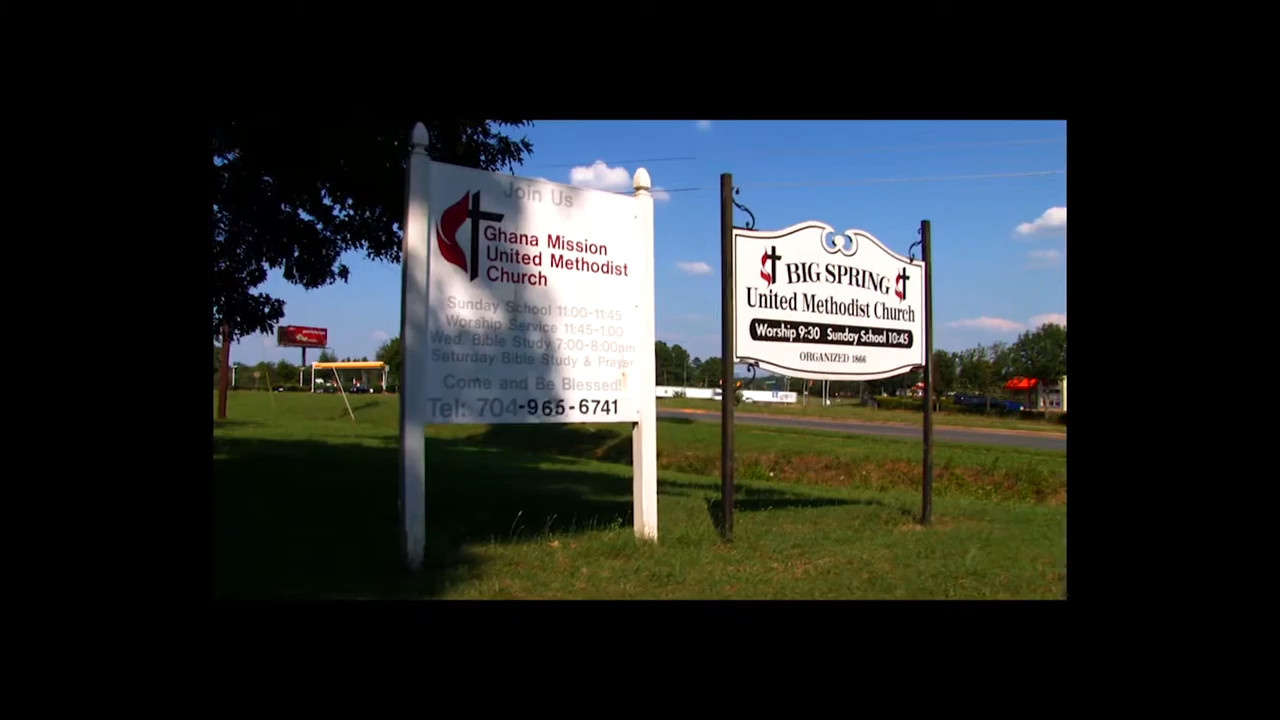 Join Us
Ghana Mission
United Methodist
Church
Sunday School 11:00-11:45
Worship Service 11:45-1:00
Wed. Bible Study 7:00-8:00pm
Saturday Bible Study & Prayer
Come and Be Blessed!
Tel: 704-965-6741
BIG SPRING
United Methodist Church
Worship 9:30 Sunday School 10:45
ORGANIZED 1866